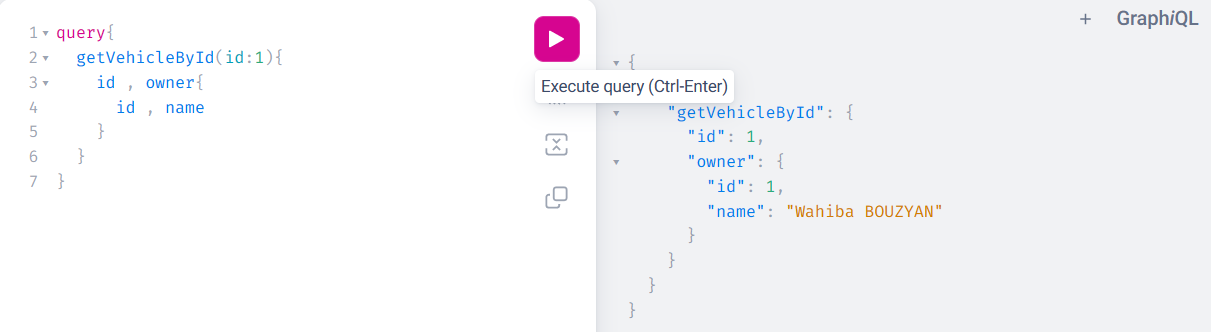 1 query{
2 getVehicleById(id:1){
3 id , owner{
4 id , name
5 }
6 }
7 }
Execute query (Ctrl-Enter)
+ GraphiQL
{
"getVehicleById": {
"id": 1,
"owner": {
"id": 1,
"name": "Wahiba BOUZYAN"
}
}
}
}